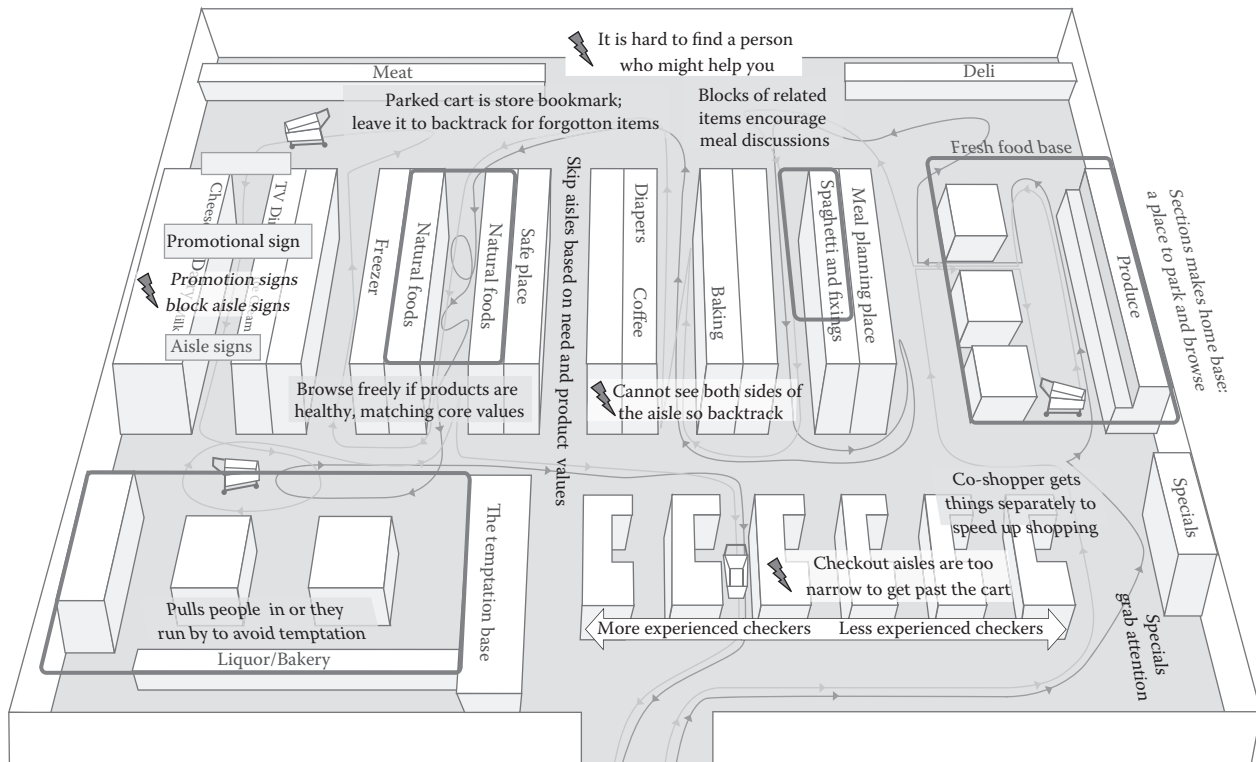 It is hard to find a person
who might help you
Meat
Deli
Parked cart is store bookmark;
leave it to backtrack for forgotton items
Blocks of related
items encourage
meal discussions
Fresh food base
Sections makes home base:
a place to park and browse
Produce
TV
Promotional sign
Promotion signs
block aisle signs
Aisle signs
Freezer
Natural foods
Natural foods
Safe place
Skip aisles based on need and product values
Diapers
Coffee
Baking
Spaghetti and fixings
Meal planning place
Browse freely if products are
healthy, matching core values
Cannot see both sides of
the aisle so backtrack
Co-shopper gets
things separately to
speed up shopping
Specials
Specials
grab attention
The temptation base
Checkout aisles are too
narrow to get past the cart
Pulls people in or they
run by to avoid temptation
More experienced checkers
Less experienced checkers
Liquor/Bakery